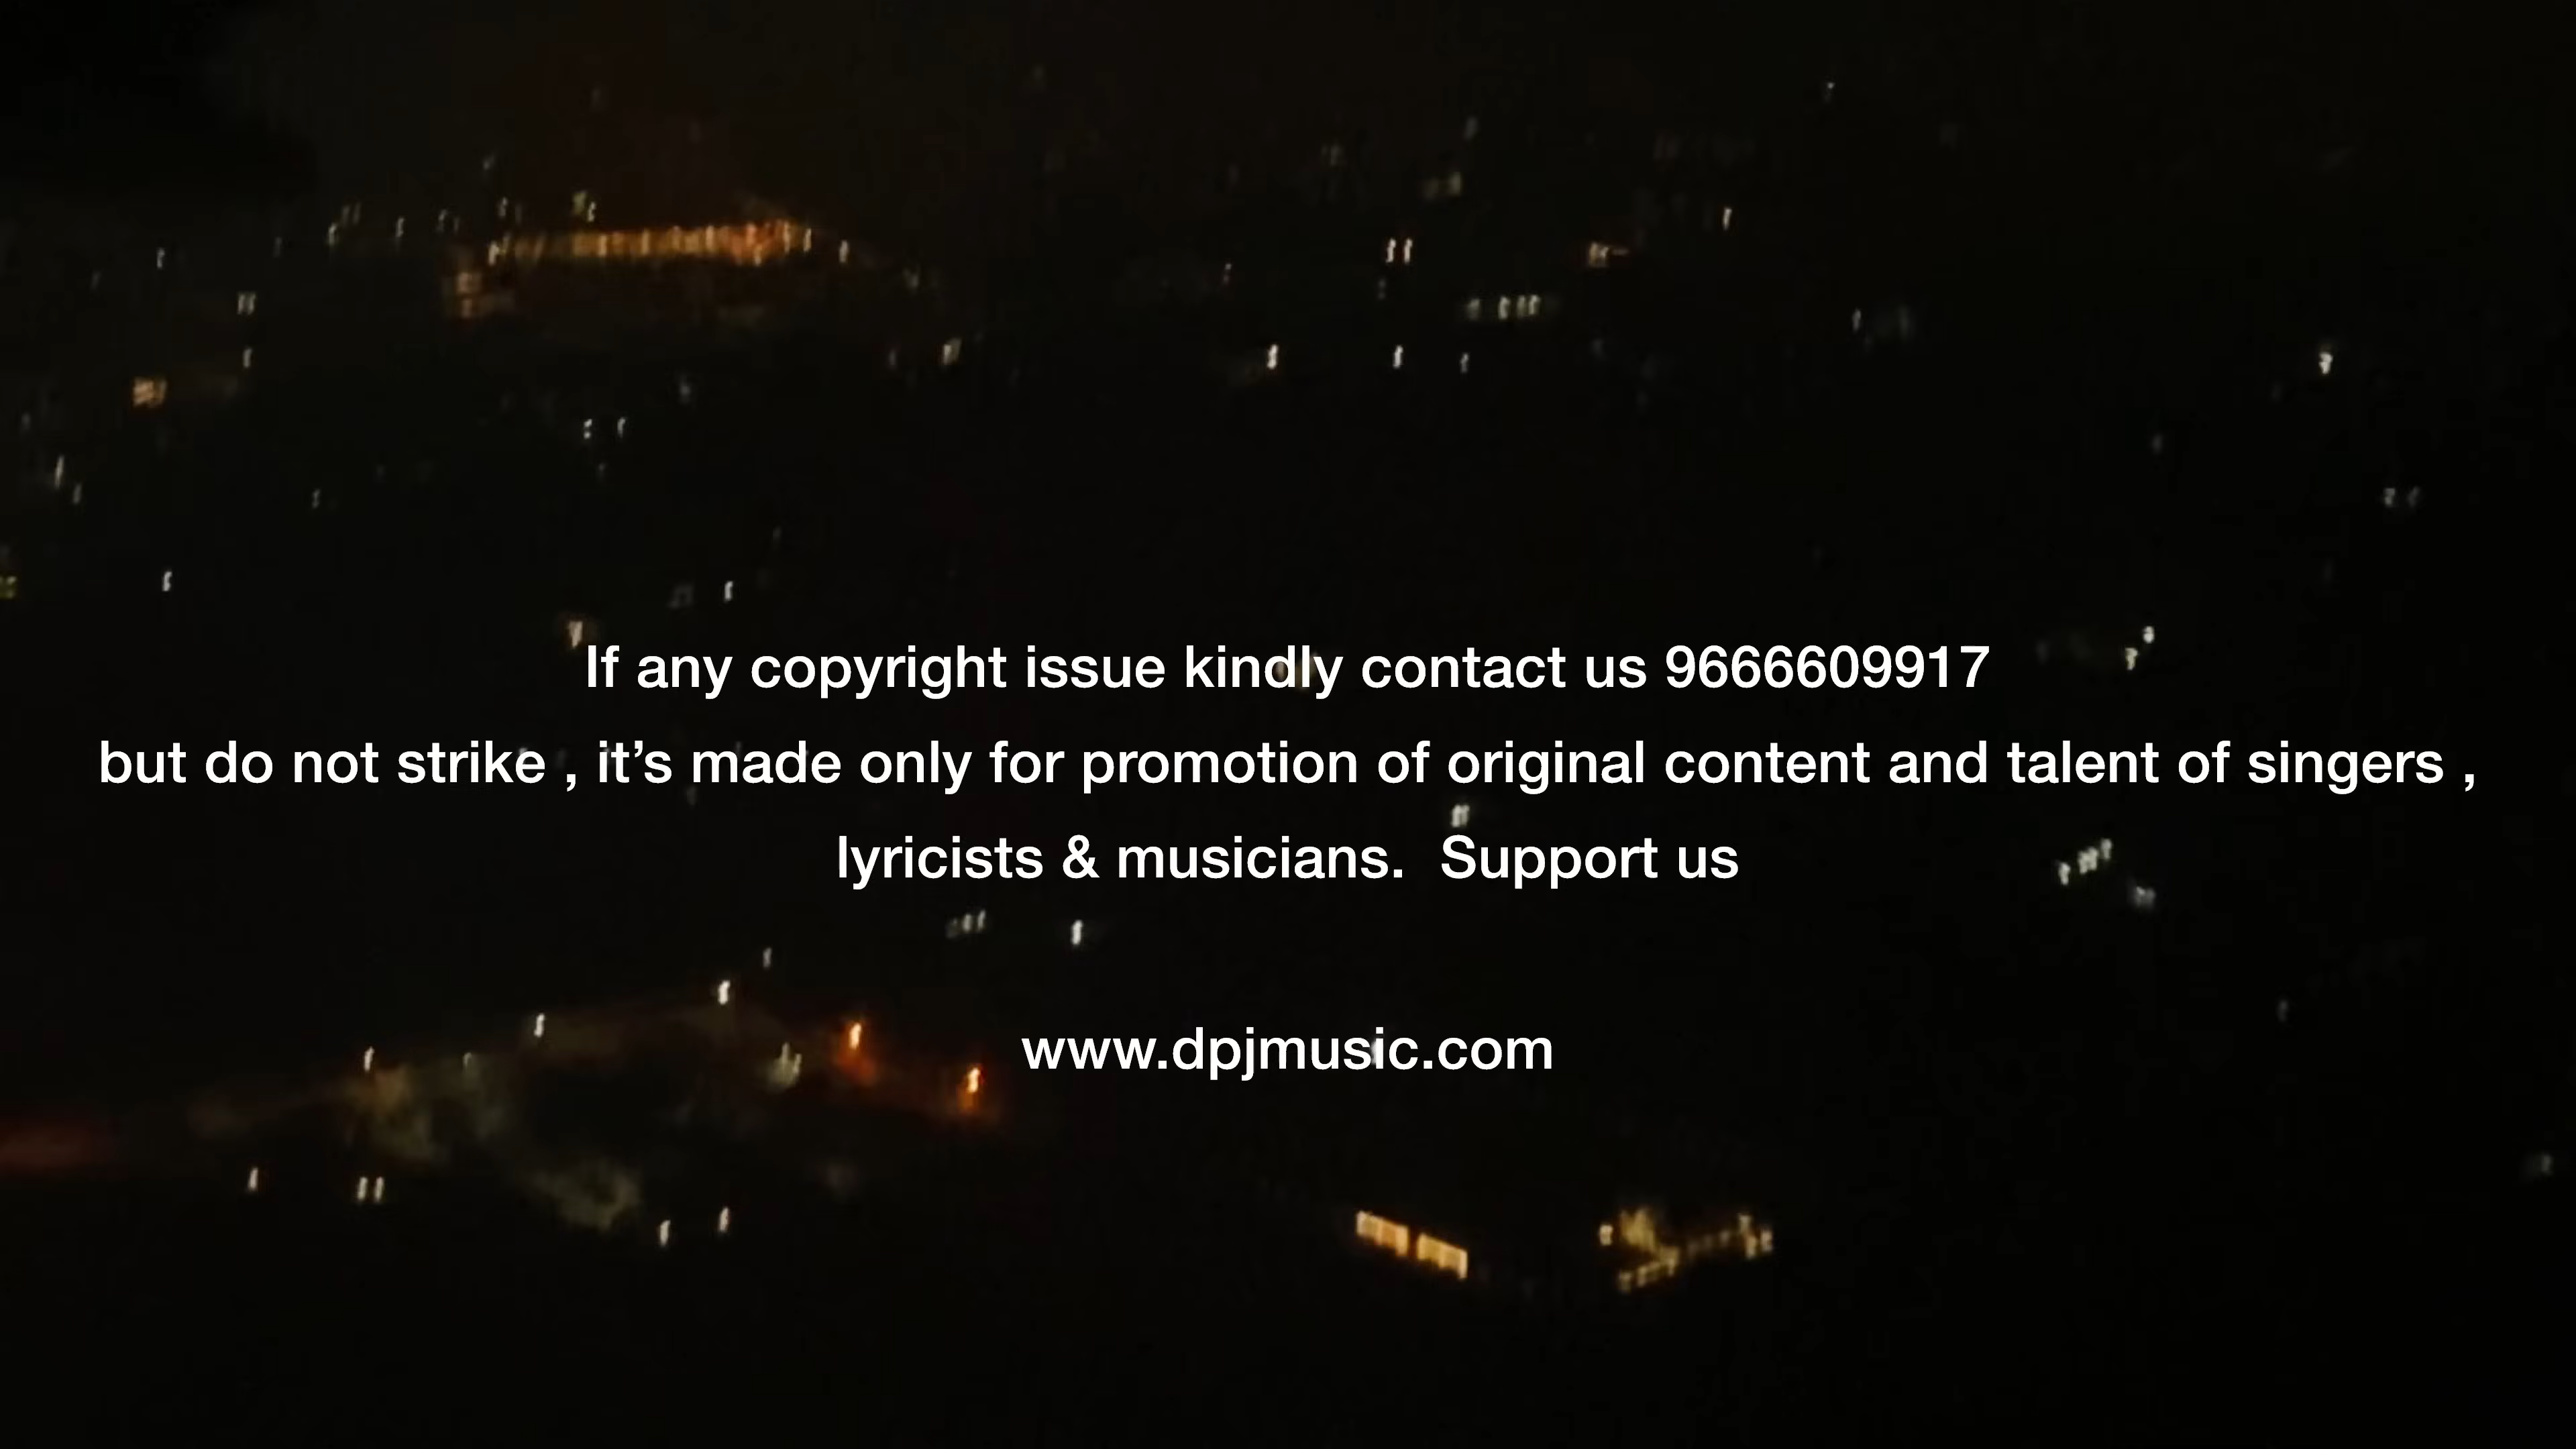 If any copyright issue kindly contact us 9666609917
but do not strike , it’s made only for promotion of original content and talent of singers ,
lyricists & musicians.  Support us
www.dpjmusic.com